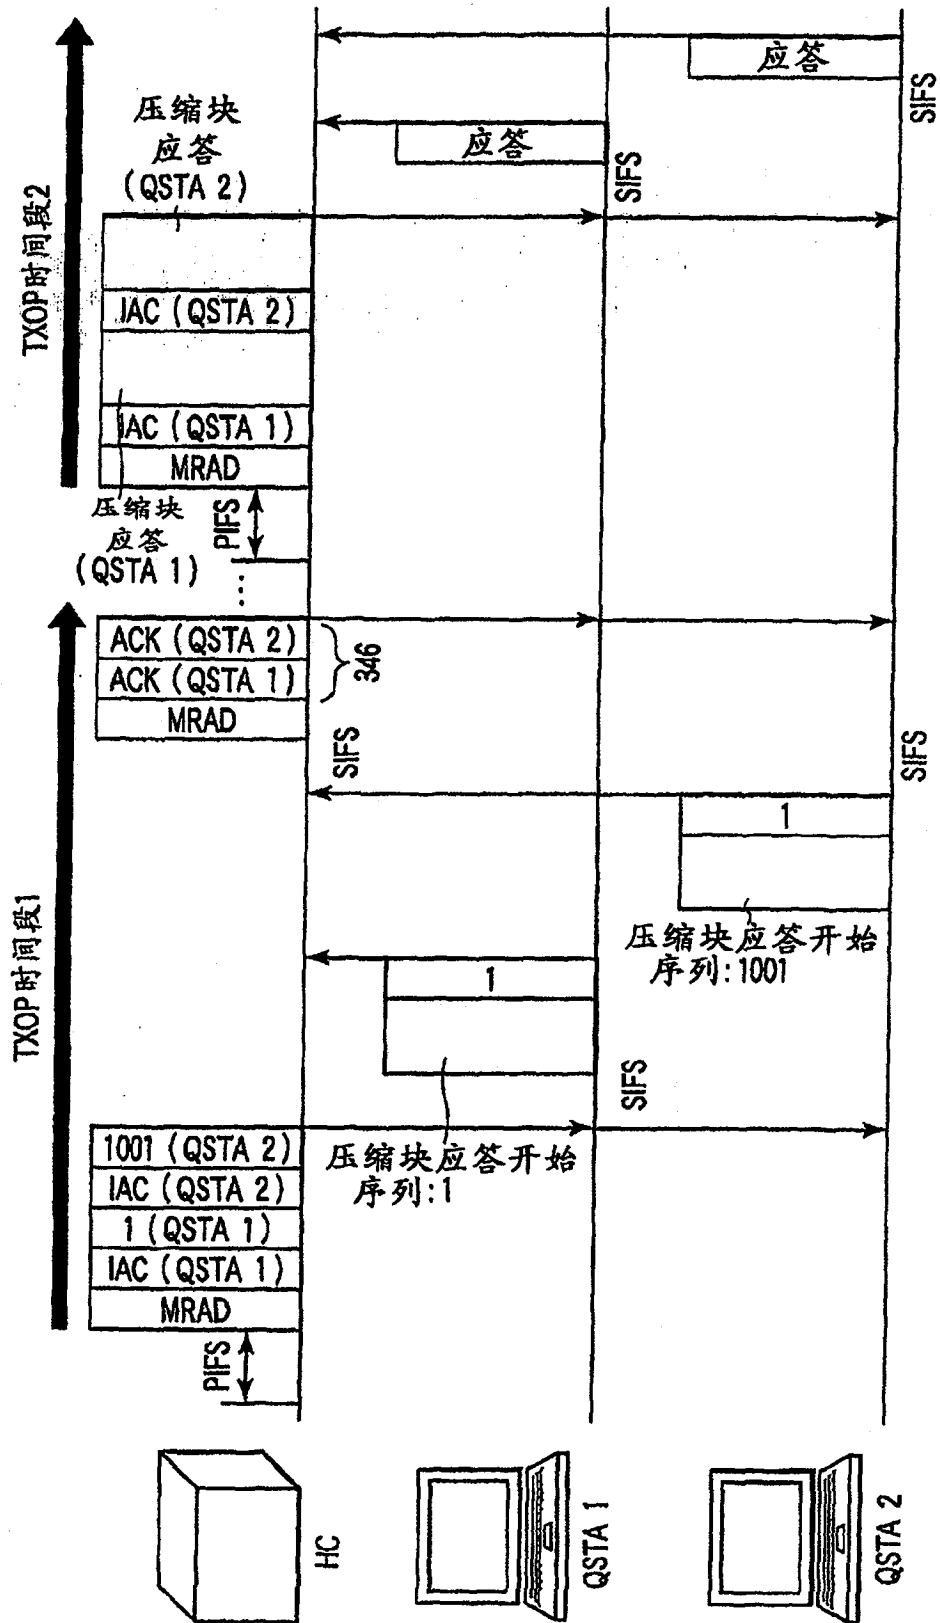 TXOP时间段2
压缩块
应答
(QSTA 2)
应答
SIFS
应答
SIFS
IAC (QSTA 2)
IAC (QSTA 1)
MRAD
压缩块
应答
(QSTA 1)
PIFS
...
TXOP时间段1
ACK (QSTA 2)
ACK (QSTA 1)
MRAD
346
SIFS
SIFS
1
压缩块应答开始
序列:1001
1
SIFS
压缩块应答开始
序列:1
1001 (QSTA 2)
IAC (QSTA 2)
1 (QSTA 1)
IAC (QSTA 1)
MRAD
PIFS
HC
QSTA 1
QSTA 2